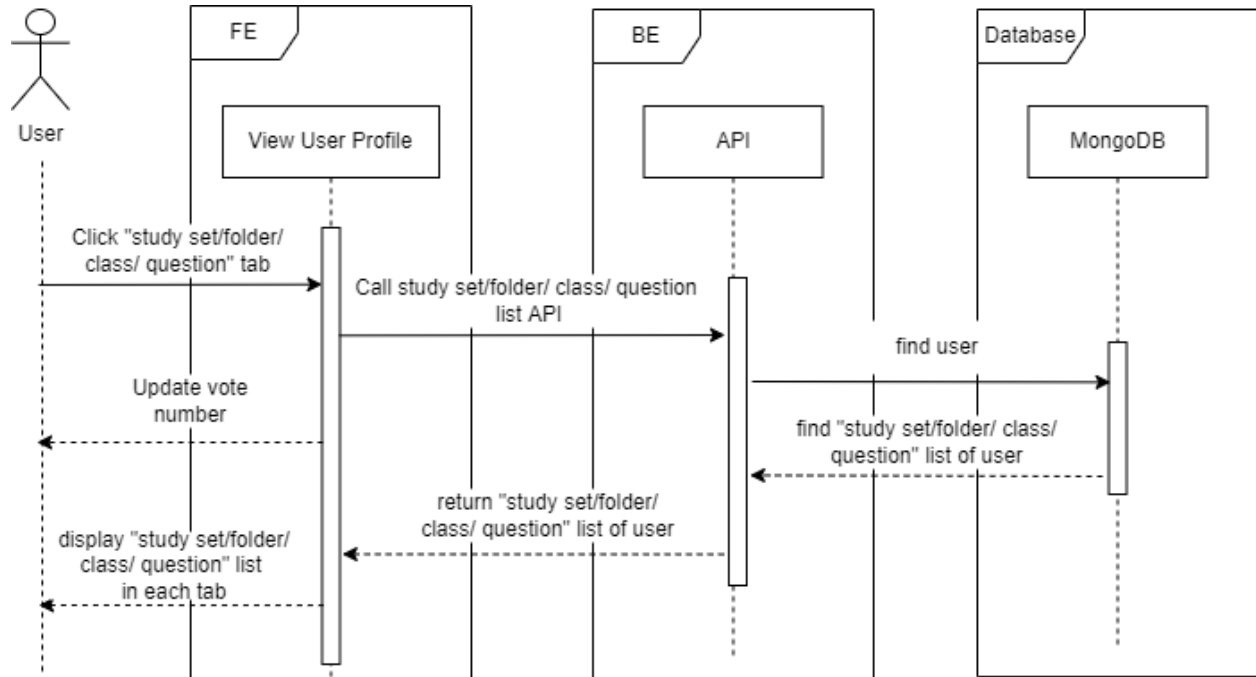 FE
BE
Database
User
View User Profile
API
MongoDB
Click "study set/folder/
class/ question" tab
Call study set/folder/ class/ question
list API
find user
Update vote
number
find "study set/folder/ class/
question" list of user
return "study set/folder/
class/ question" list of user
display "study set/folder/
class/ question" list
in each tab